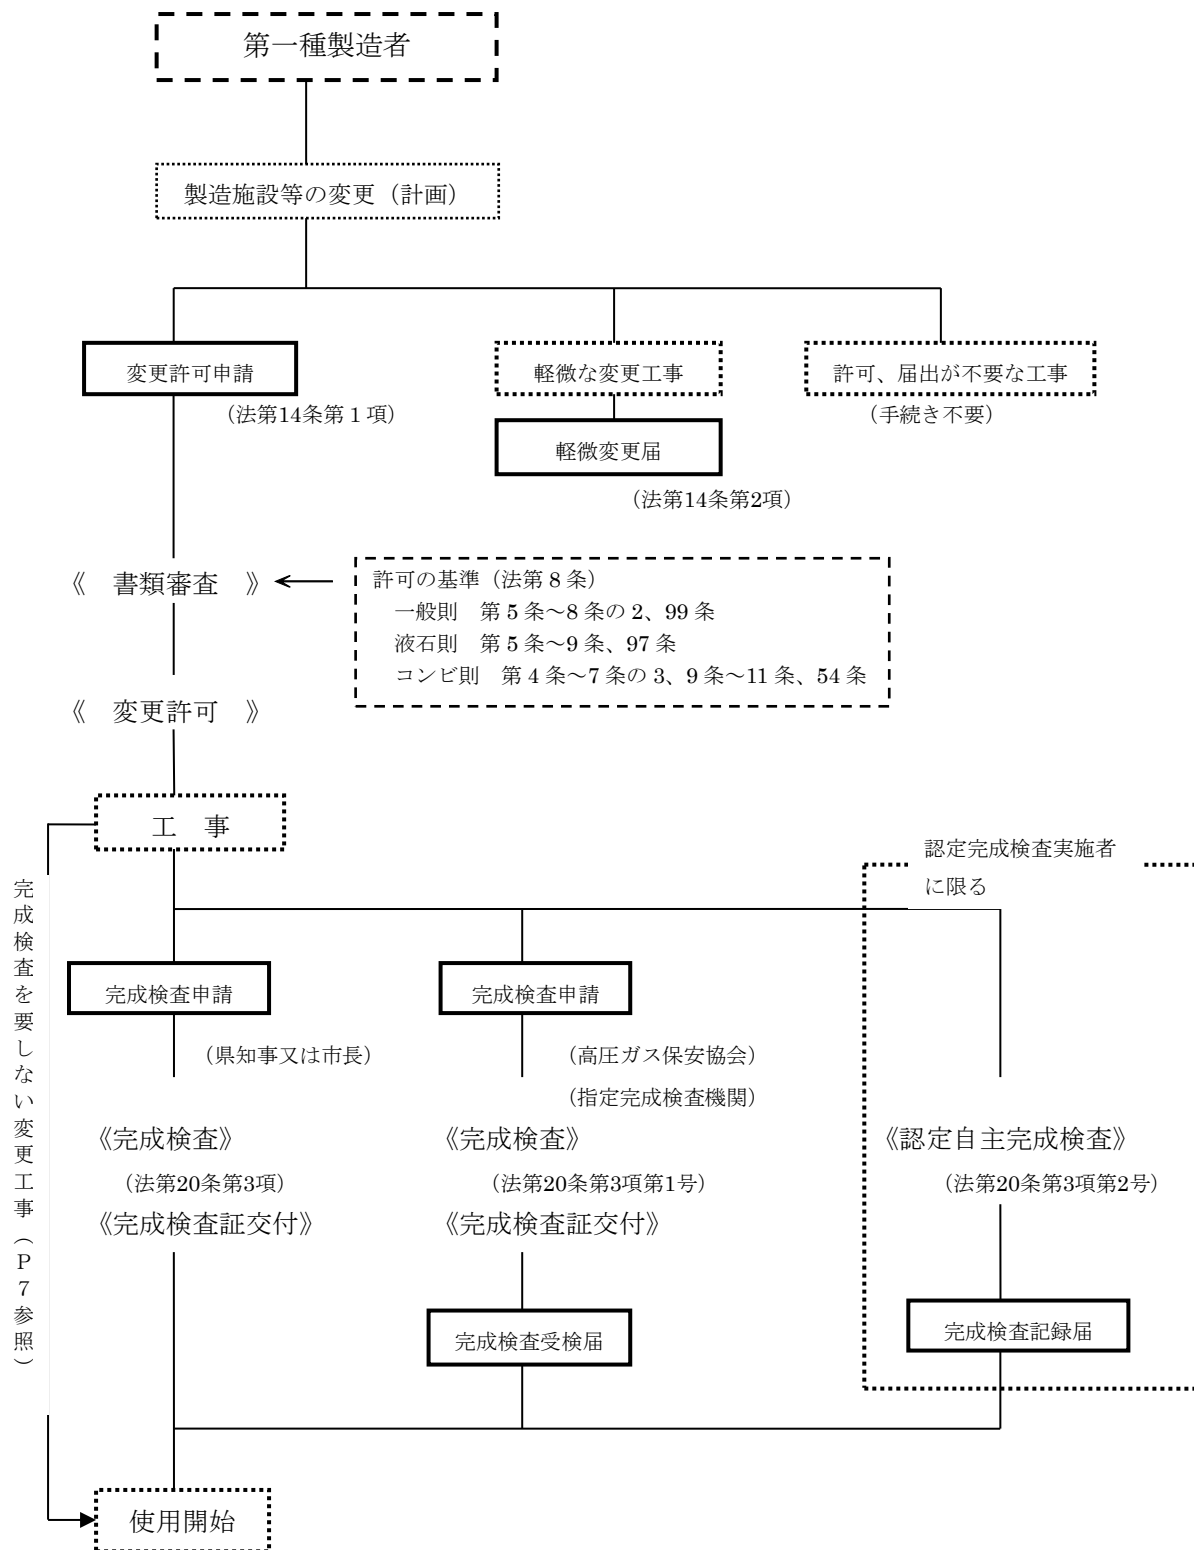 第一種製造者
製造施設等の変更（計画）
変更許可申請
軽微な変更工事
許可、届出が不要な工事
（法第14条第１項）
（手続き不要）
軽微変更届
（法第14条第2項）
《　書類審査　》
許可の基準（法第８条）
一般則　第５条～８条の２、99 条
液石則　第５条～９条、97 条
コンビ則　第４条～７条の３、９条～11 条、54 条
《　変更許可　》
工　事
完成検査を要しない変更工事（Ｐ７参照）
認定完成検査実施者
に限る
完成検査申請
完成検査申請
（県知事又は市長）
（高圧ガス保安協会）
（指定完成検査機関）
《完成検査》
《完成検査》
《認定自主完成検査》
（法第20条第3項）
（法第20条第3項第1号）
（法第20条第3項第2号）
《完成検査証交付》
《完成検査証交付》
完成検査受検届
完成検査記録届
使用開始